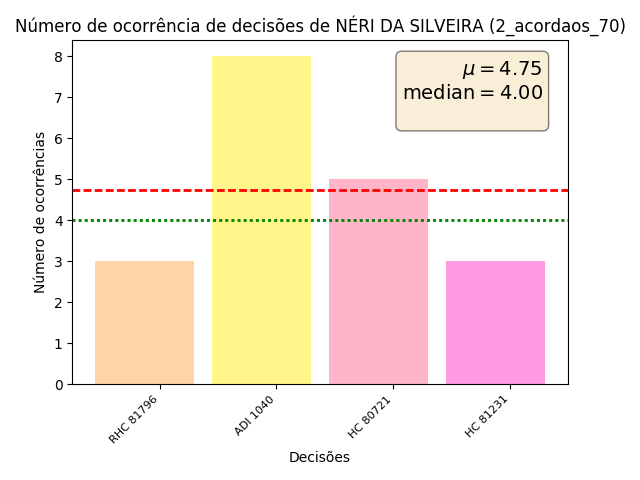 Número de ocorrência de decisões de NÉRI DA SILVEIRA (2_acordaos_70)
Número de ocorrências
8
7
6
5
4
3
2
1
0
μ = 4.75
median = 4.00
RHC 81796
ADI 1040
HC 80721
HC 81231
Decisões